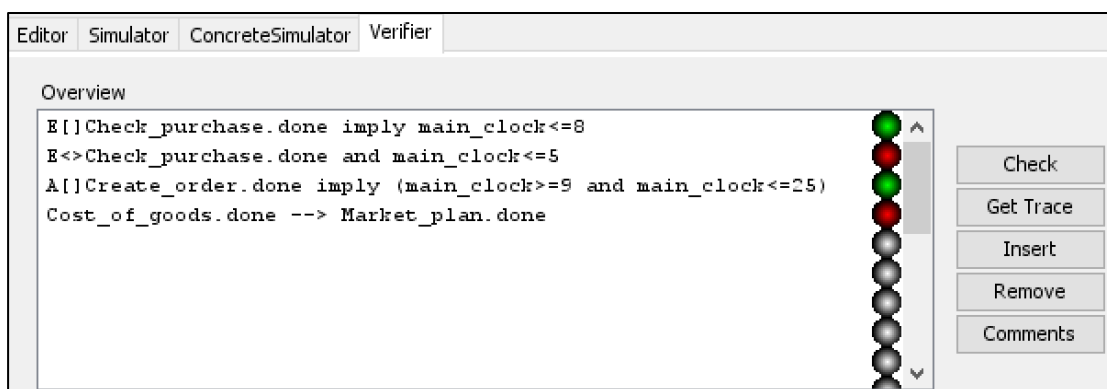 Editor Simulator ConcreteSimulator Verifier
Overview
E[]Check_purchase.done imply main_clock<=8
E<>Check_purchase.done and main_clock<=5
A[]Create_order.done imply (main_clock>=9 and main_clock<=25)
Cost_of_goods.done --> Market_plan.done
Check
Get Trace
Insert
Remove
Comments